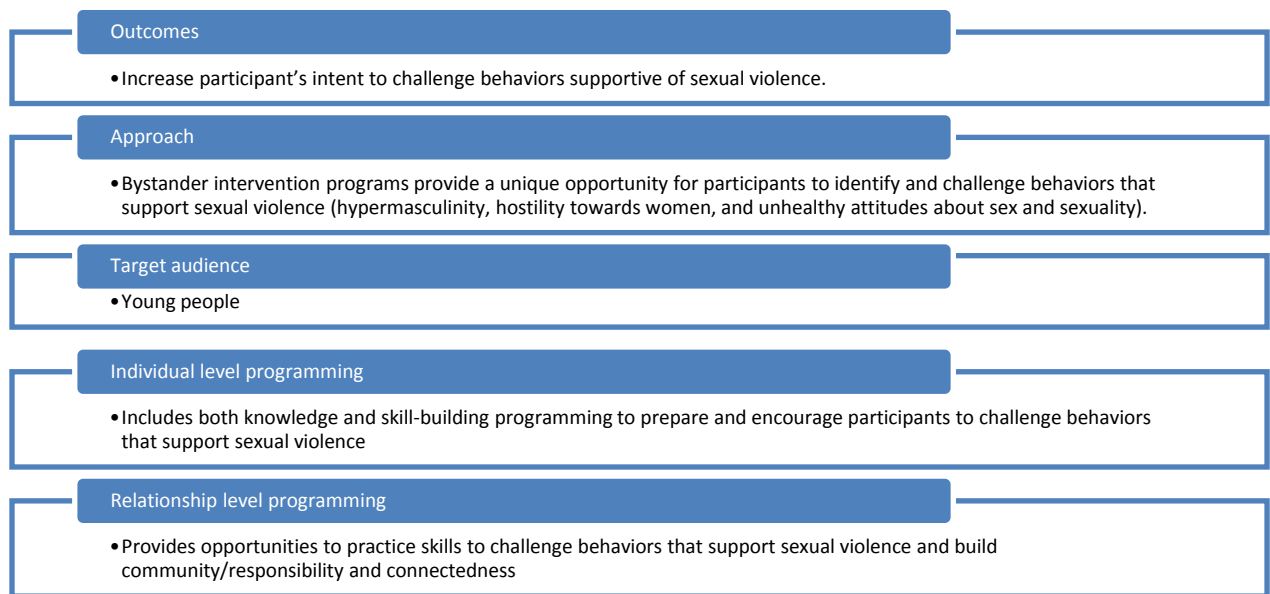 Outcomes
•Increase participant’s intent to challenge behaviors supportive of sexual violence.
Approach
•Bystander intervention programs provide a unique opportunity for participants to identify and challenge behaviors that
support sexual violence (hypermasculinity, hostility towards women, and unhealthy attitudes about sex and sexuality).
Target audience
•Young people
Individual level programming
•Includes both knowledge and skill-building programming to prepare and encourage participants to challenge behaviors
that support sexual violence
Relationship level programming
•Provides opportunities to practice skills to challenge behaviors that support sexual violence and build
community/responsibility and connectedness